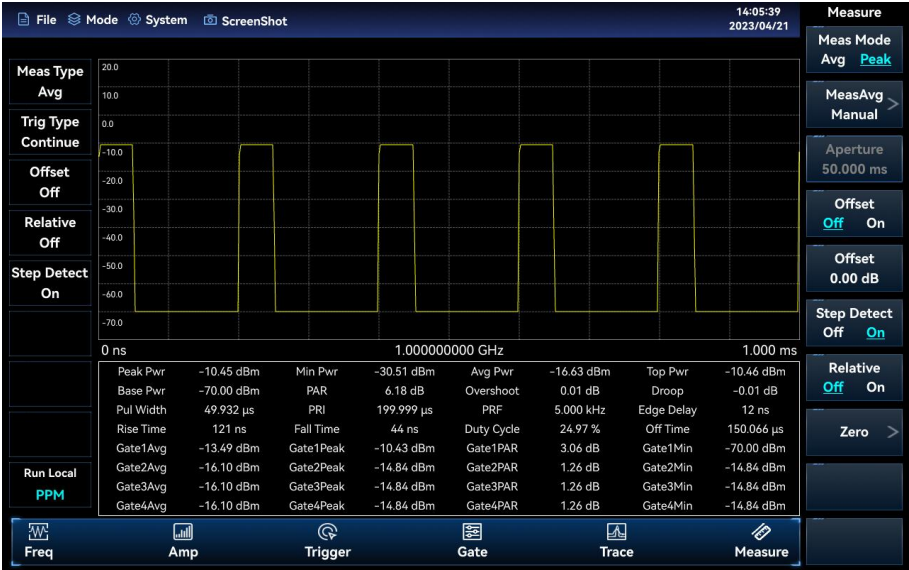 File Mode System ScreenShot
14:05:39
2023/04/21
Measure
Meas Type
Avg
Trig Type
Continue
Offset
Off
Relative
Off
Step Detect
On
Run Local
PPM
20.0
10.0
0.0
-10.0
-20.0
-30.0
-40.0
-50.0
-60.0
-70.0
0 ns 1.000000000 GHz 1.000 ms
Peak Pwr -10.45 dBm Min Pwr -30.51 dBm Avg Pwr -16.63 dBm Top Pwr -10.46 dBm
Base Pwr -70.00 dBm PAR 6.18 dB Overshoot 0.01 dB Droop -0.01 dB
Pul Width 49.932 µs PRI 199.999 µs PRF 5.000 kHz Edge Delay 12 ns
Rise Time 121 ns Fall Time 44 ns Duty Cycle 24.97 % Off Time 150.066 µs
Gate1Avg -13.49 dBm Gate1Peak -10.43 dBm Gate1PAR 3.06 dB Gate1Min -70.00 dBm
Gate2Avg -16.10 dBm Gate2Peak -14.84 dBm Gate2PAR 1.26 dB Gate2Min -14.84 dBm
Gate3Avg -16.10 dBm Gate3Peak -14.84 dBm Gate3PAR 1.26 dB Gate3Min -14.84 dBm
Gate4Avg -16.10 dBm Gate4Peak -14.84 dBm Gate4PAR 1.26 dB Gate4Min -14.84 dBm
Meas Mode
Avg Peak
MeasAvg >
Manual
Aperture
50.000 ms
Offset
Off On
Offset
0.00 dB
Step Detect
Off On
Relative
Off On
Zero >
Freq Amp Trigger Gate Trace Measure